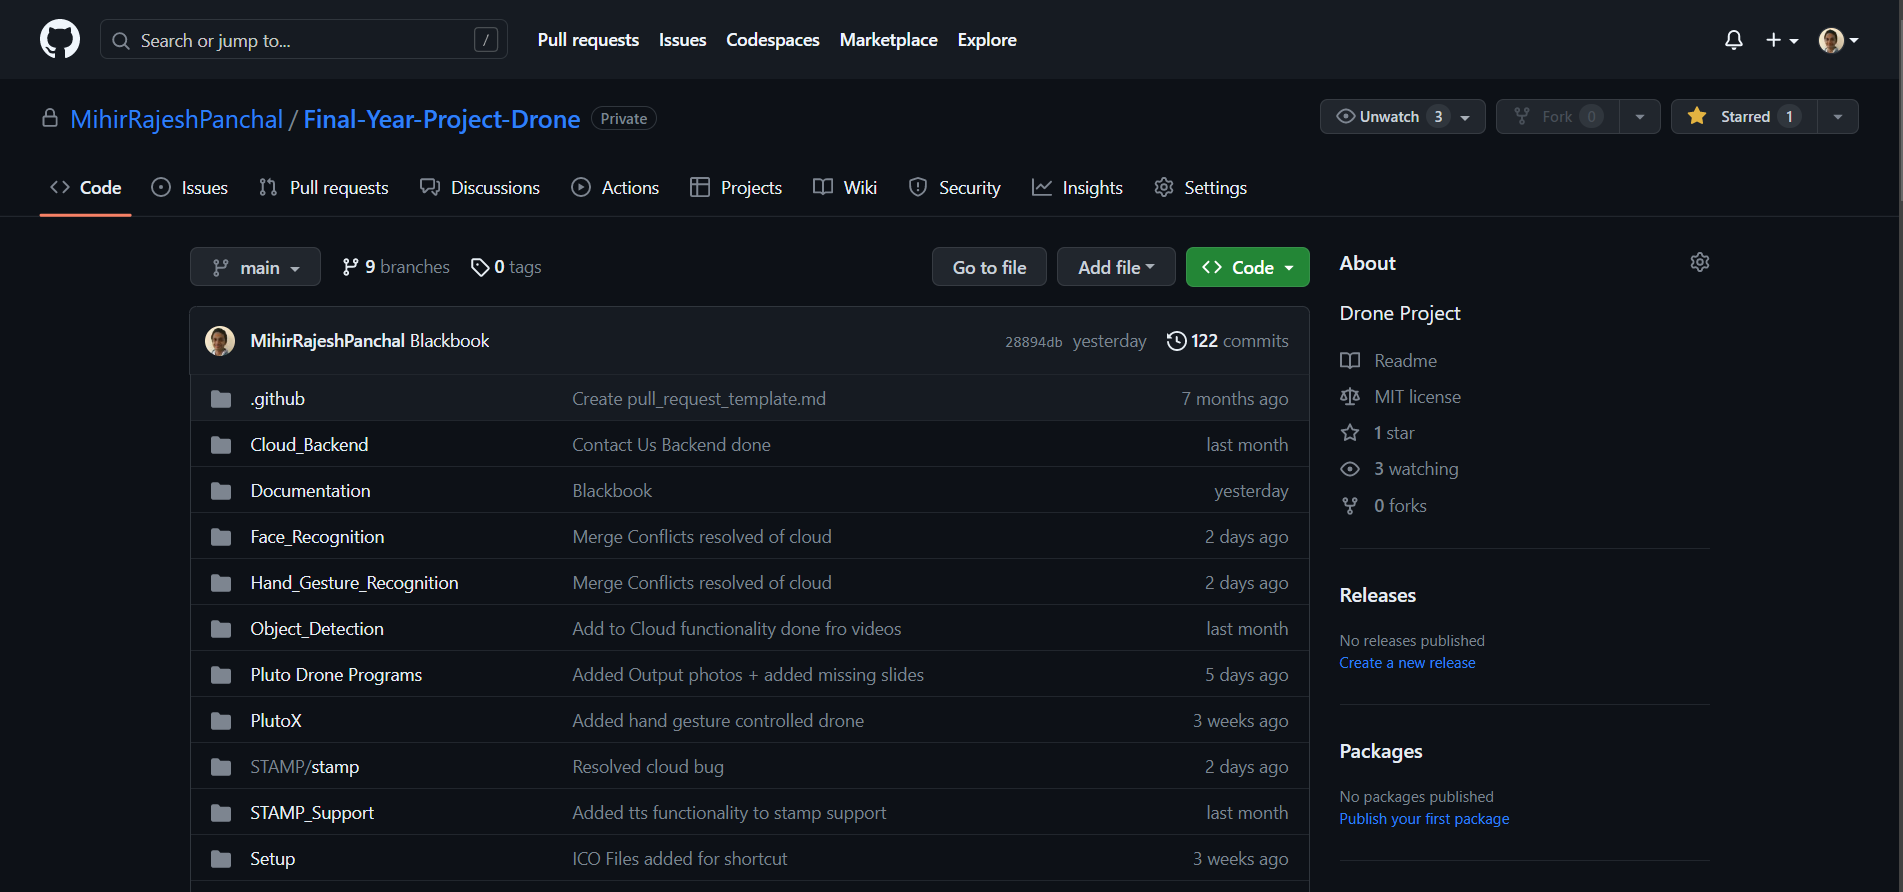 Search or jump to... /
Pull requests Issues Codespaces Marketplace Explore
MihirRajeshPanchal / Final-Year-Project-Drone Private
Unwatch 3 Fork 0 Starred 1
Code Issues Pull requests Discussions Actions Projects Wiki Security Insights Settings
main 9 branches 0 tags
Go to file Add file Code
MihirRajeshPanchal Blackbook 28894db yesterday 122 commits
.github Create pull_request_template.md 7 months ago
Cloud_Backend Contact Us Backend done last month
Documentation Blackbook yesterday
Face_Recognition Merge Conflicts resolved of cloud 2 days ago
Hand_Gesture_Recognition Merge Conflicts resolved of cloud 2 days ago
Object_Detection Add to Cloud functionality done fro videos last month
Pluto Drone Programs Added Output photos + added missing slides 5 days ago
PlutoX Added hand gesture controlled drone 3 weeks ago
STAMP/stamp Resolved cloud bug 2 days ago
STAMP_Support Added tts functionality to stamp support last month
Setup ICO Files added for shortcut 3 weeks ago
About
Drone Project
Readme
MIT license
1 star
3 watching
0 forks
Releases
No releases published
Create a new release
Packages
No packages published
Publish your first package